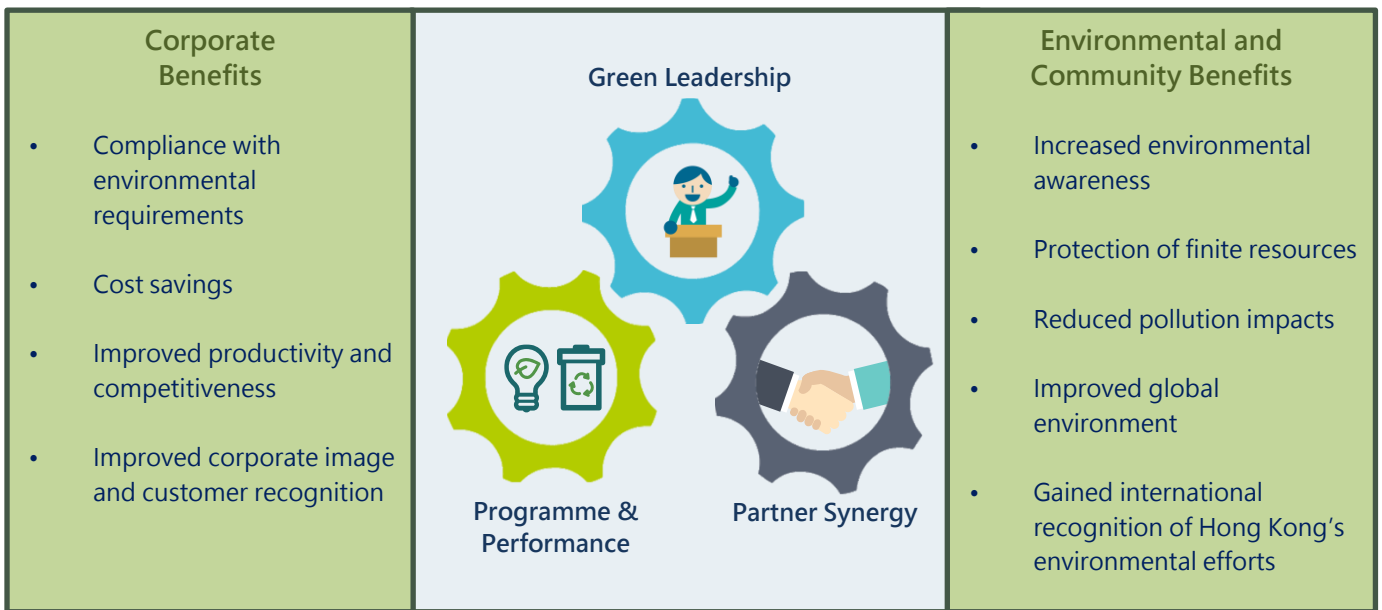 Corporate
Benefits
• Compliance with
environmental
requirements
• Cost savings
• Improved productivity and
competitiveness
• Improved corporate image
and customer recognition
Green Leadership
Programme &
Performance
Partner Synergy
Environmental and
Community Benefits
• Increased environmental
awareness
• Protection of finite resources
• Reduced pollution impacts
• Improved global
environment
• Gained international
recognition of Hong Kong’s
environmental efforts